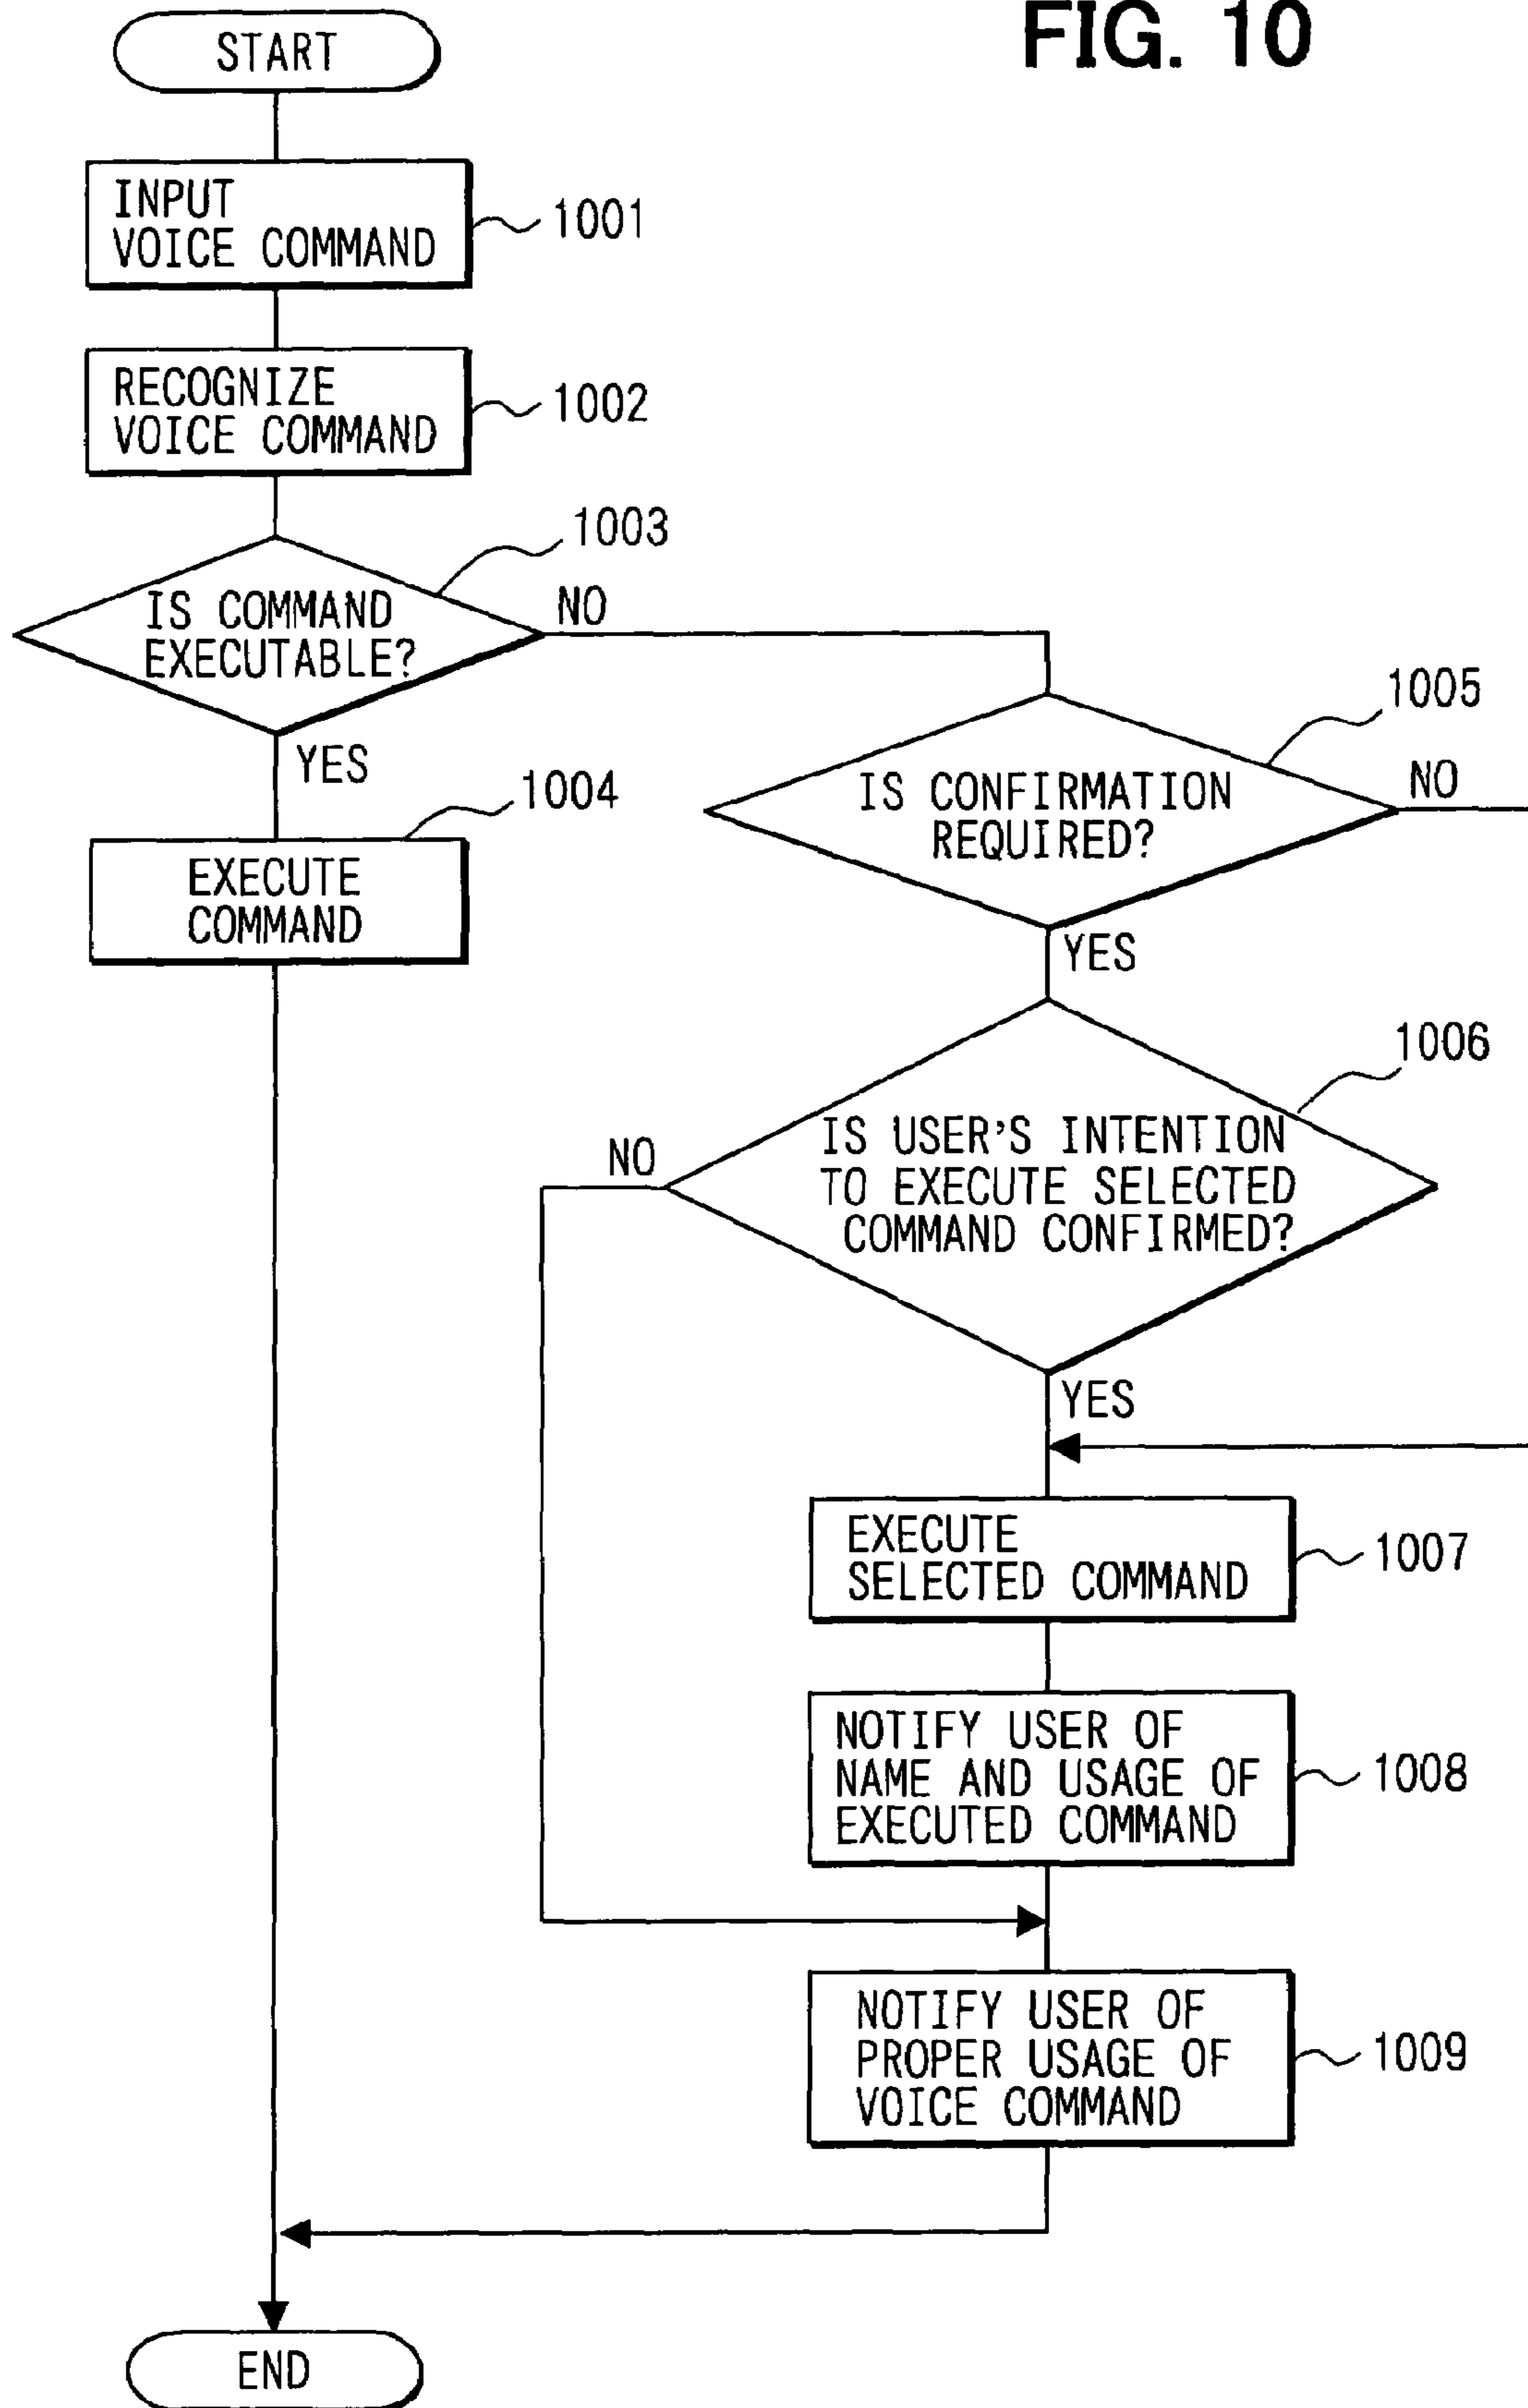 FIG. 10
START
INPUT
VOICE COMMAND
1001
RECOGNIZE
VOICE COMMAND
1002
1003
IS COMMAND
EXECUTABLE?
NO
YES
1004
EXECUTE
COMMAND
1005
IS CONFIRMATION
REQUIRED?
NO
YES
1006
IS USER'S INTENTION
TO EXECUTE SELECTED
COMMAND CONFIRMED?
NO
YES
EXECUTE
SELECTED COMMAND
1007
NOTIFY USER OF
NAME AND USAGE OF
EXECUTED COMMAND
1008
NOTIFY USER OF
PROPER USAGE OF
VOICE COMMAND
1009
END